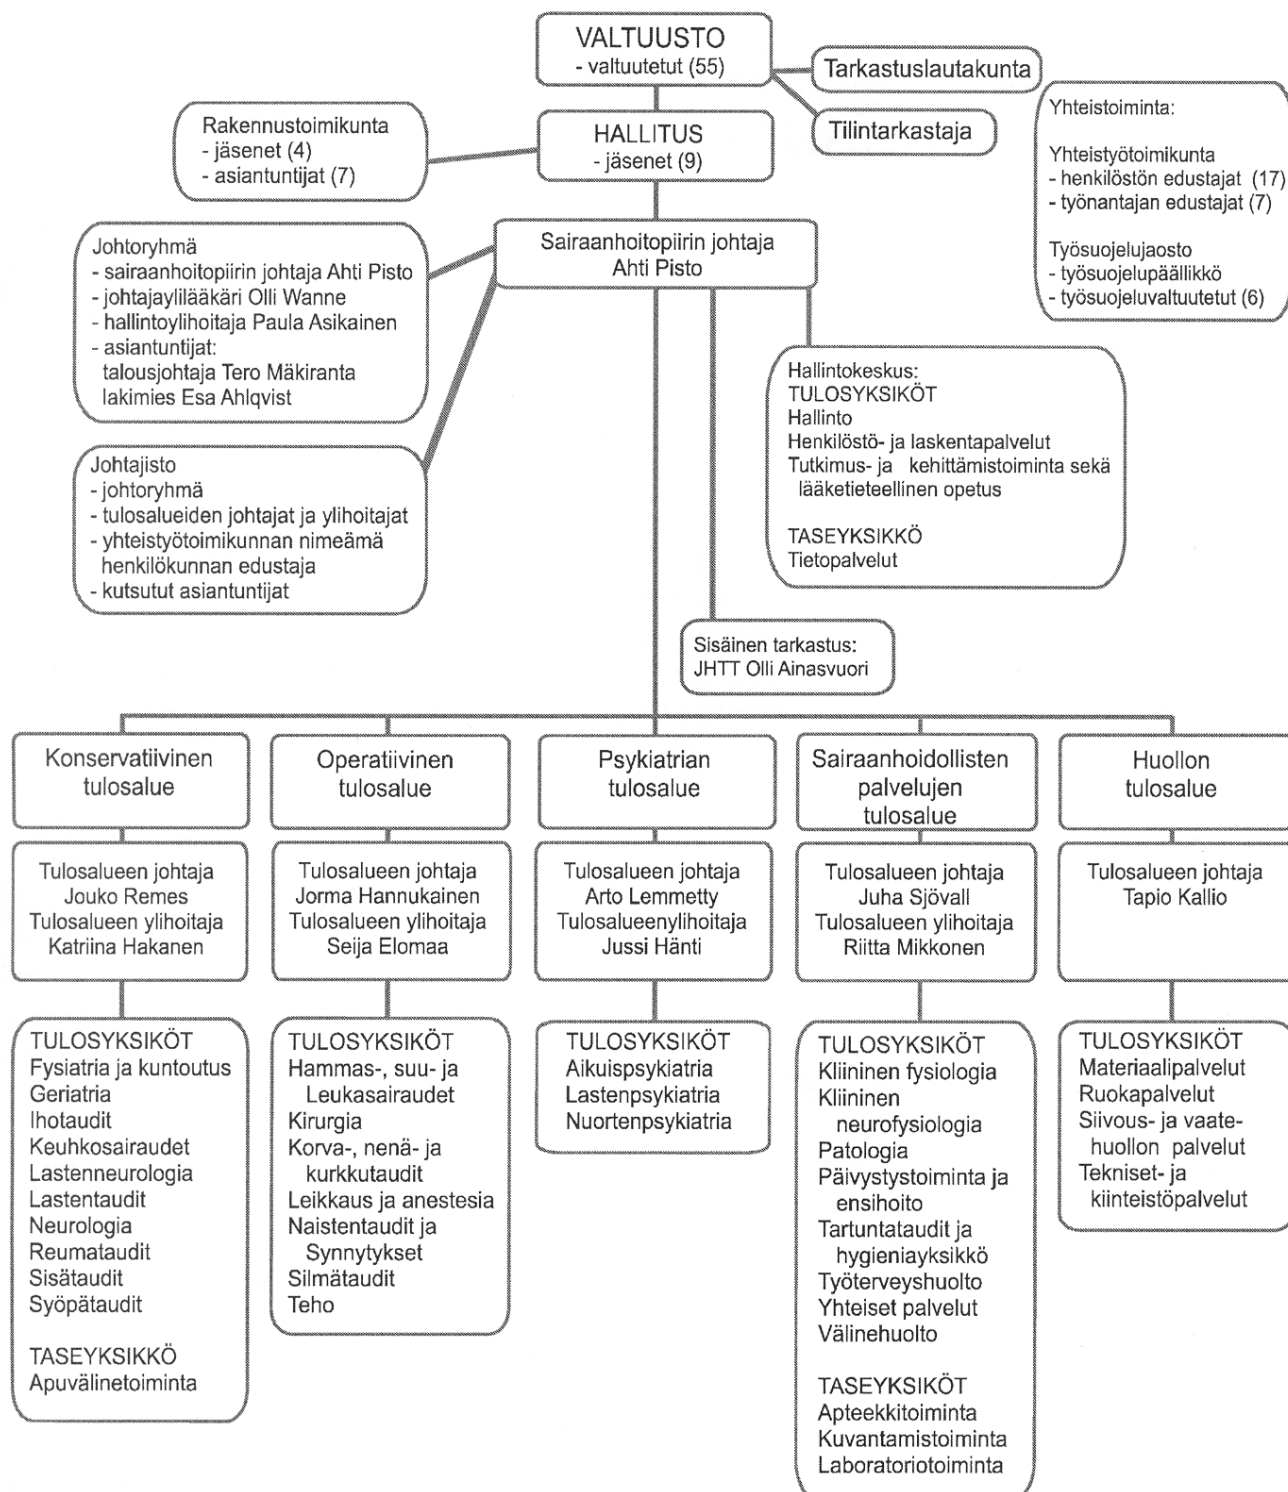 VALTUUSTO
- valtuutetut (55)
Tarkastuslautakunta
Tilintarkastaja
Yhteistoiminta:
Yhteistyötoimikunta
- henkilöstön edustajat (17)
- työnantajan edustajat (7)
Työsuojelujaosto
- työsuojelupäällikkö
- työsuojeluvaltuutetut (6)
Rakennustoimikunta
- jäsenet (4)
- asiantuntijat (7)
HALLITUS
- jäsenet (9)
Sairaanhoitopiirin johtaja
Ahti Pisto
Johtoryhmä
- sairaanhoitopiirin johtaja Ahti Pisto
- johtajaylilääkäri Olli Wanne
- hallintoylihoitaja Paula Asikainen
- asiantuntijat:
talousjohtaja Tero Mäkiranta
lakimies Esa Ahlqvist
Johtajisto
- johtoryhmä
- tulosalueiden johtajat ja ylihoitajat
- yhteistyötoimikunnan nimeämä
henkilökunnan edustaja
- kutsutut asiantuntijat
Hallintokeskus:
TULOSYKSIKÖT
Hallinto
Henkilöstö- ja laskentapalvelut
Tutkimus- ja kehittämistoiminta sekä
lääketieteellinen opetus
TASEYKSIKKÖ
Tietopalvelut
Sisäinen tarkastus:
JHTT Olli Ainasvuori
Konservatiivinen
tulosalue
Tulosalueen johtaja
Jouko Remes
Tulosalueen ylihoitaja
Katriina Hakanen
TULOSYKSIKÖT
Fysiatria ja kuntoutus
Geriatria
Ihotaudit
Keuhkosairaudet
Lastenneurologia
Lastentaudit
Neurologia
Reumataudit
Sisätaudit
Syöpätaudit
TASEYKSIKKÖ
Apuvälinetoiminta
Operatiivinen
tulosalue
Tulosalueen johtaja
Jorma Hannukainen
Tulosalueen ylihoitaja
Seija Elomaa
TULOSYKSIKÖT
Hammas-, suu- ja
Leukasairaudet
Kirurgia
Korva-, nenä- ja
kurkkutaudit
Leikkaus ja anestesia
Naistentaudit ja
Synnytykset
Silmätaudit
Teho
Psykiatrian
tulosalue
Tulosalueen johtaja
Arto Lemmetty
Tulosalueenylihoitaja
Jussi Hänti
TULOSYKSIKÖT
Aikuispsykiatria
Lastenpsykiatria
Nuortenpsykiatria
Sairaanhoidollisten
palvelujen
tulosalue
Tulosalueen johtaja
Juha Sjövall
Tulosalueen ylihoitaja
Riitta Mikkonen
TULOSYKSIKÖT
Kliininen fysiologia
Kliininen
neurofysiologia
Patologia
Päivystystoiminta ja
ensihoito
Tartuntataudit ja
hygieniayksikkö
Työterveyshuolto
Yhteiset palvelut
Välinehuolto
TASEYKSIKÖT
Apteekkitoiminta
Kuvantamistoiminta
Laboratoriotoiminta
Huollon
tulosalue
Tulosalueen johtaja
Tapio Kallio
TULOSYKSIKÖT
Materiaalipalvelut
Ruokapalvelut
Siivous- ja vaate-
huollon palvelut
Tekniset- ja
kiinteistöpalvelut